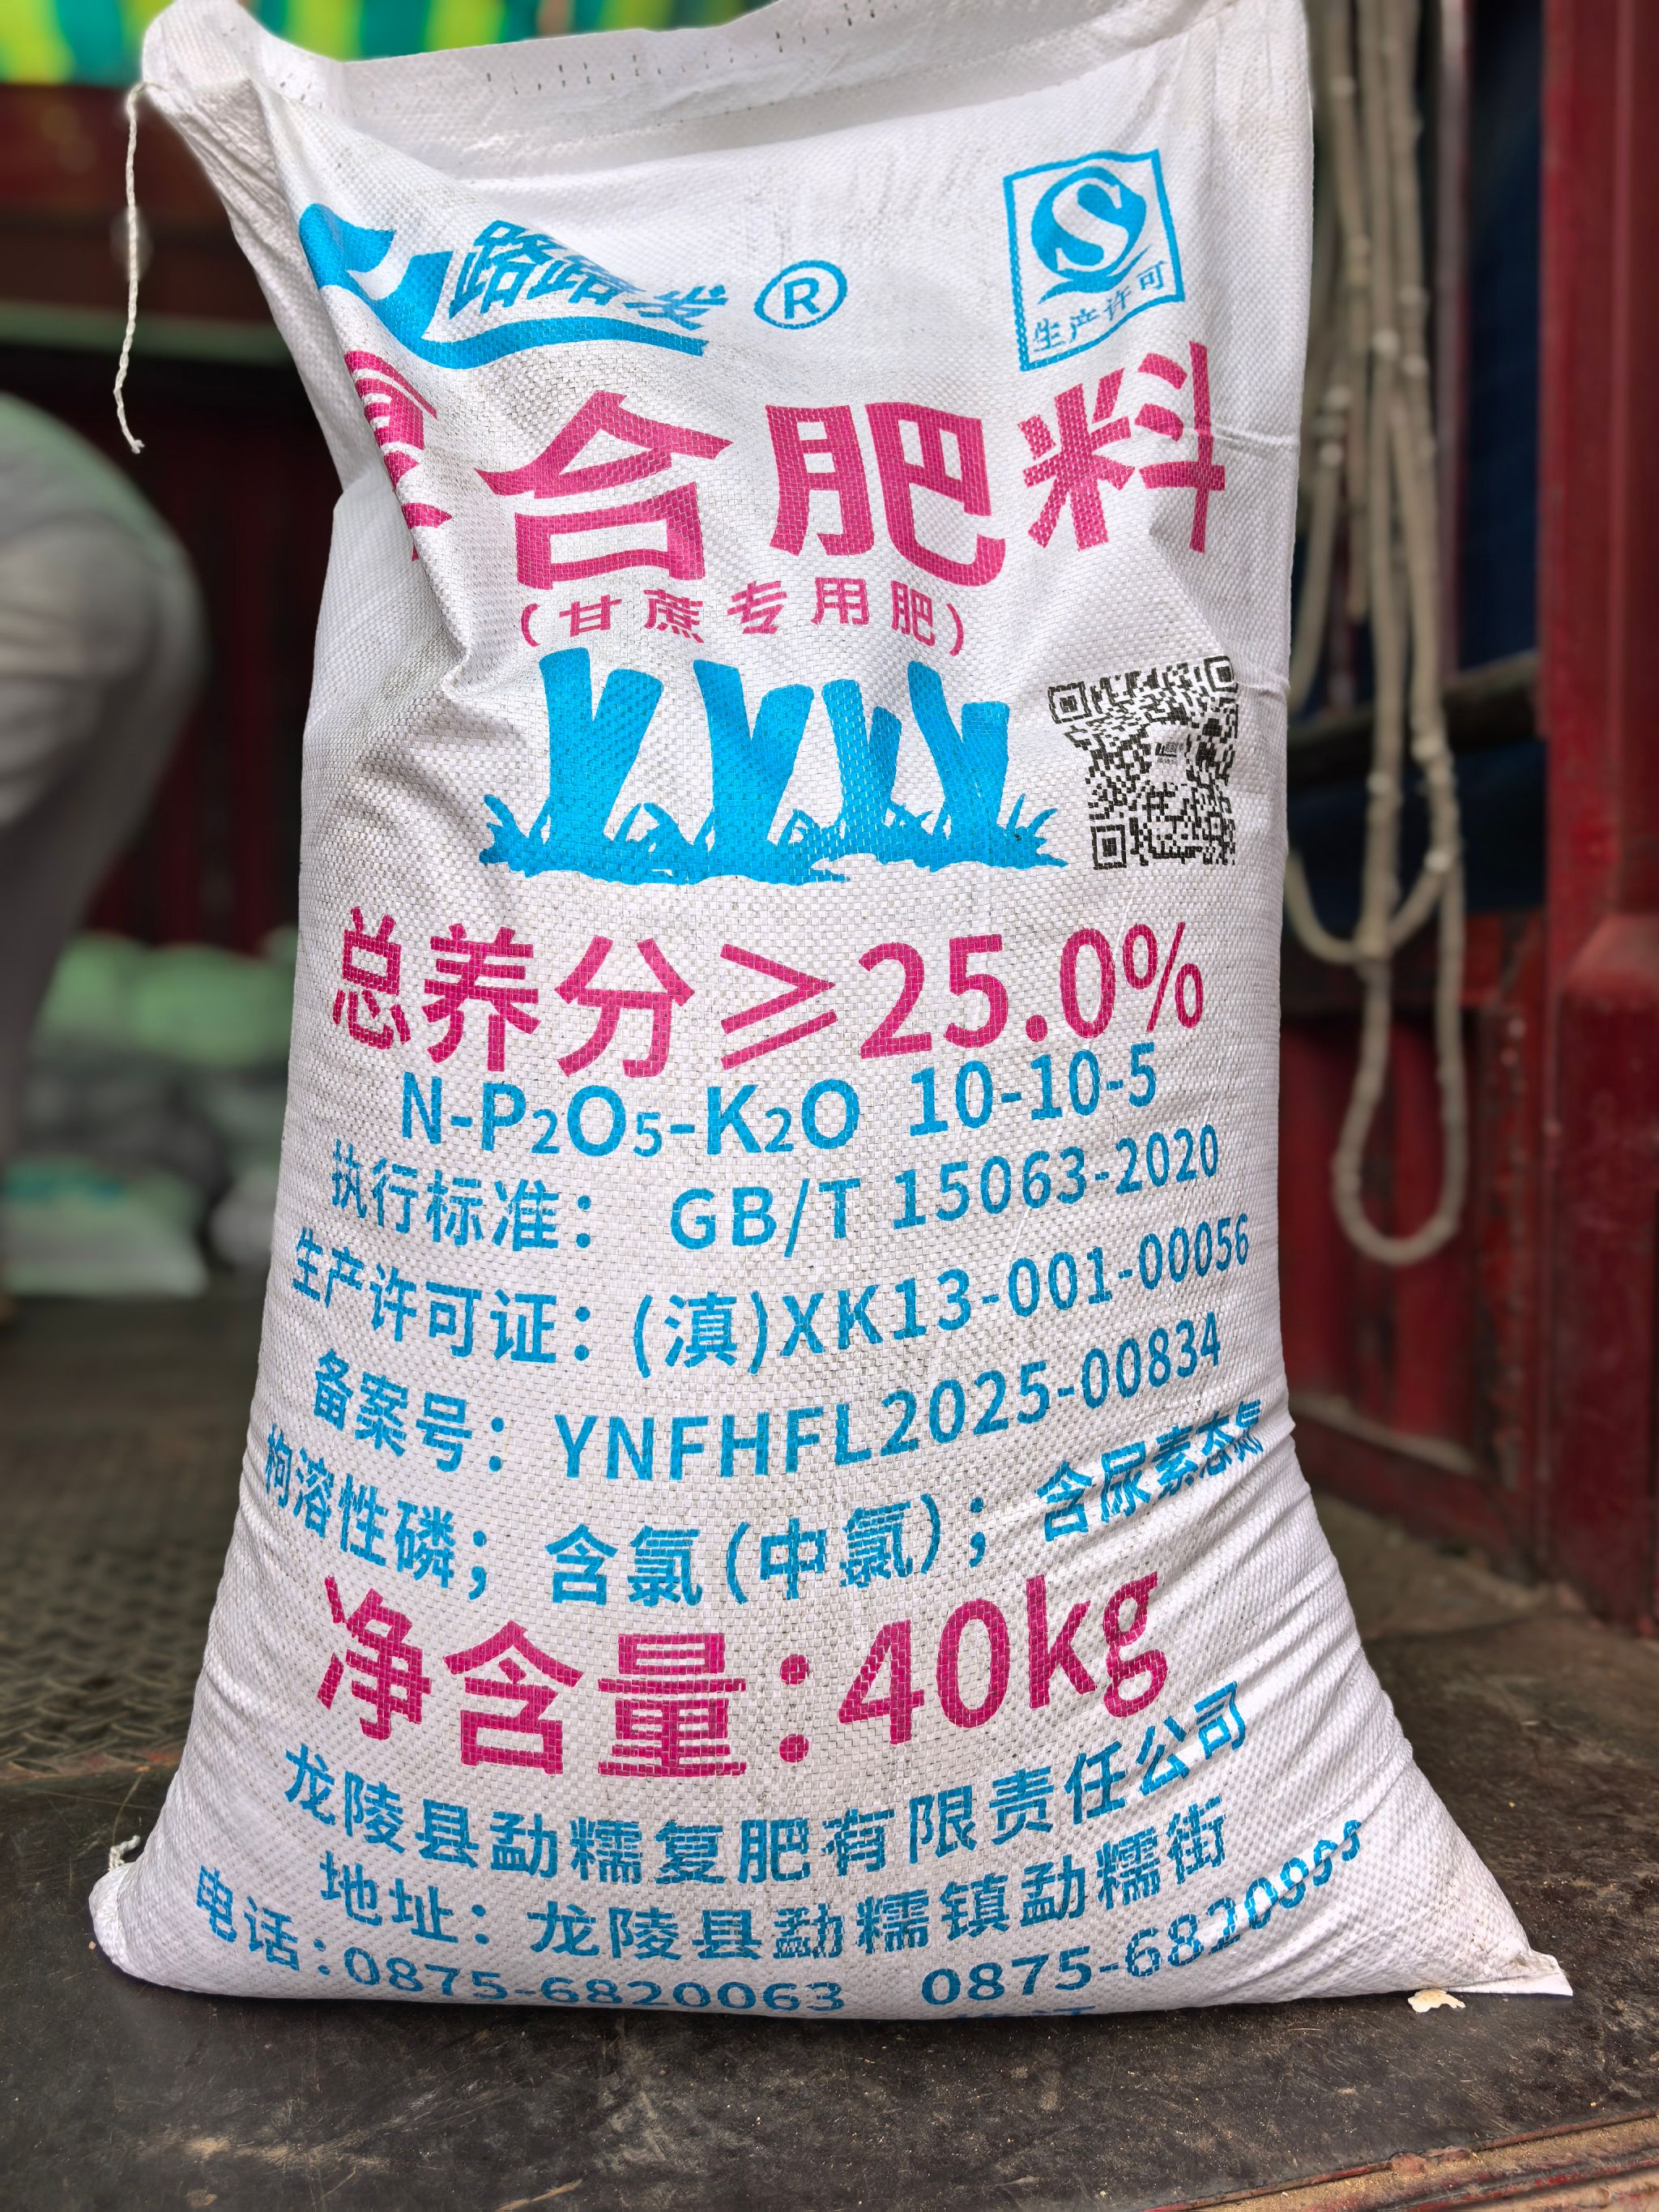 路路发 ®
S
生产许可
复合肥料
(甘蔗专用肥)
总养分≥25.0%
N-P₂O₅-K₂O 10-10-5
执行标准： GB/T 15063-2020
生产许可证：(滇)XK13-001-00056
备案号：YNFHFL2025-00834
枸溶性磷；含氯(中氯)；含尿素态氮
净含量：40kg
龙陵县勐糯复肥有限责任公司
地址：龙陵县勐糯镇勐糯街
电话：0875-6820063